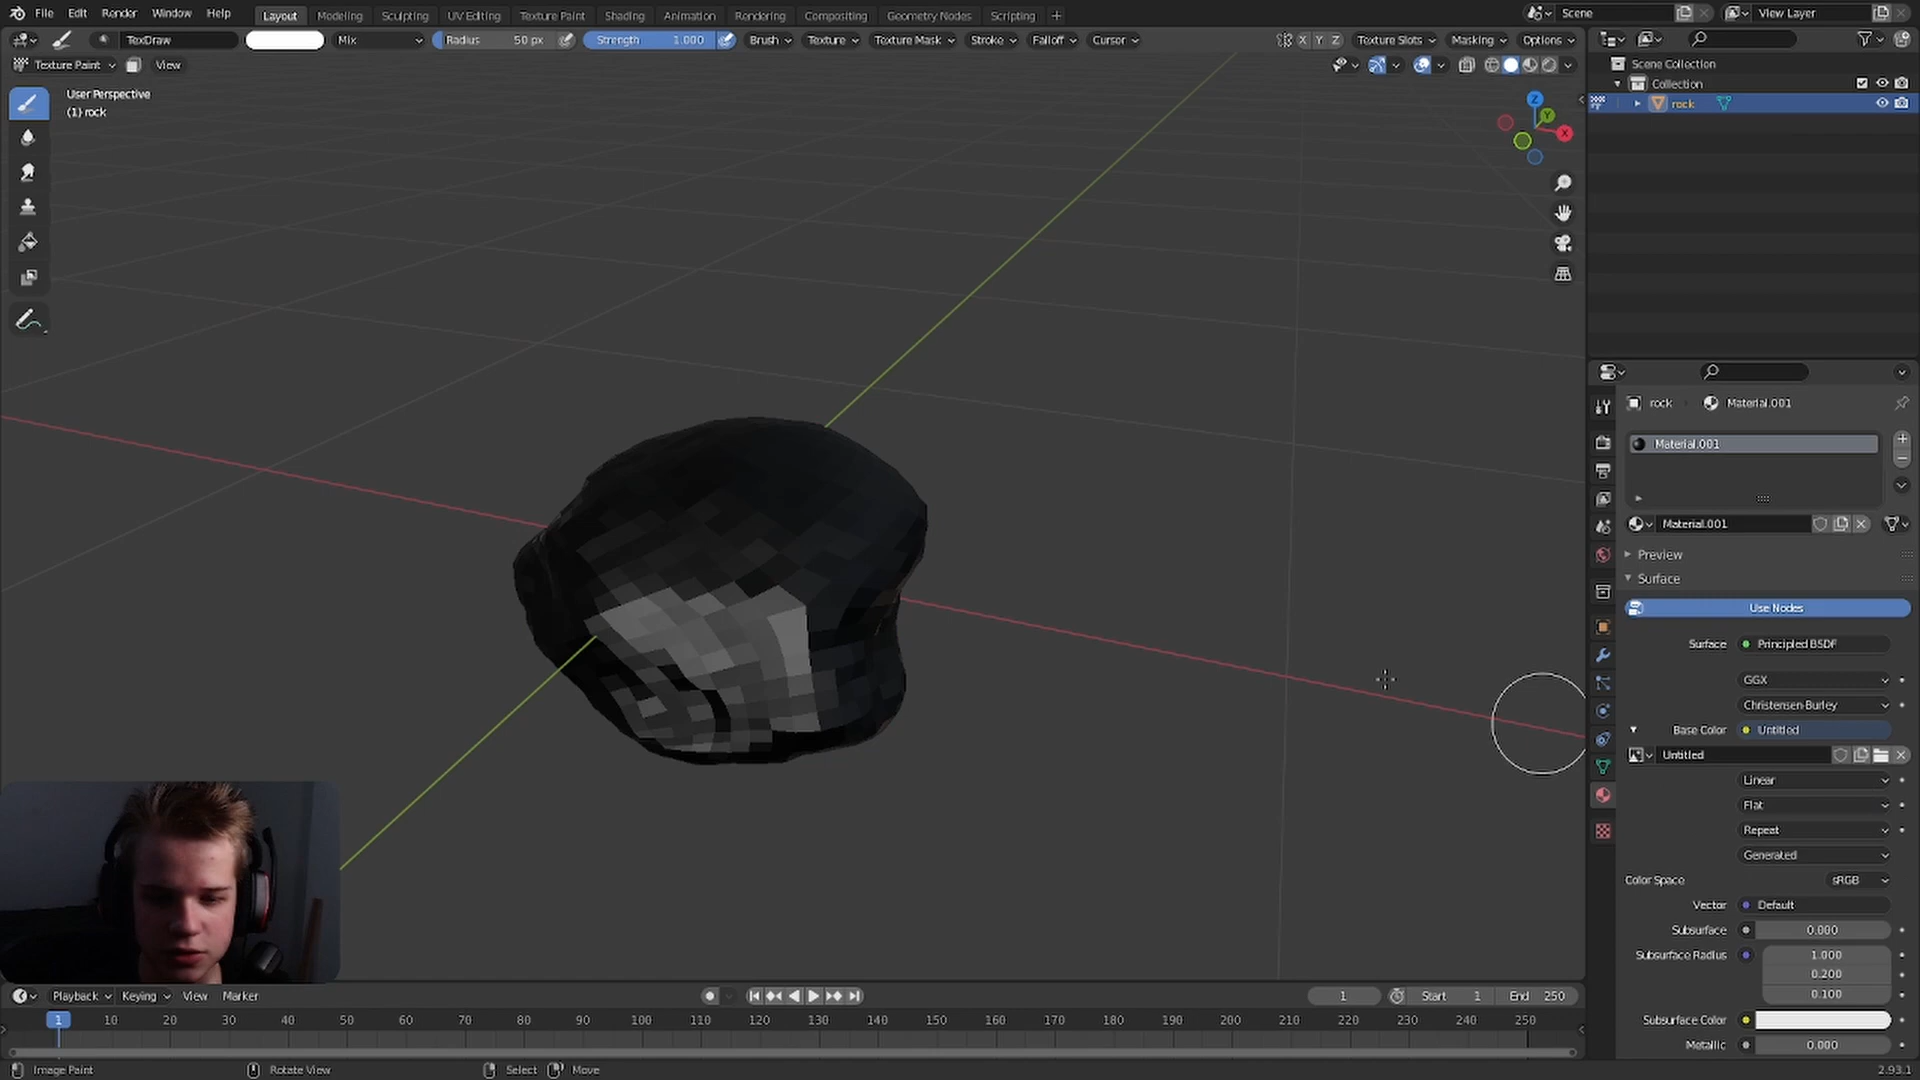 File Edit Render Window Help Layout Modeling Sculpting UV Editing Texture Paint Shading Animation Rendering Compositing Geometry Nodes Scripting + Scene View Layer
TexDraw Mix Radius 50 px Strength 1.000 Brush Texture Texture Mask Stroke Falloff Cursor X Y Z Texture Slots Masking Options
Texture Paint View
User Perspective
(1) rock
Z
Y
X
Scene Collection
Collection
rock
rock Material.001
Material.001
Material.001
Preview
Surface
Use Nodes
Surface Principled BSDF
GGX
Christensen-Burley
Base Color Untitled
Untitled
Linear
Flat
Repeat
Generated
Color Space sRGB
Vector Default
Subsurface 0.000
Subsurface Radius 1.000
0.200
0.100
Subsurface Color
Metallic 0.000
Playback Keying View Marker 1 Start 1 End 250
1 10 20 30 40 50 60 70 80 90 100 110 120 130 140 150 160 170 180 190 200 210 220 230 240 250
Image Paint Rotate View Select Move 2.93.1